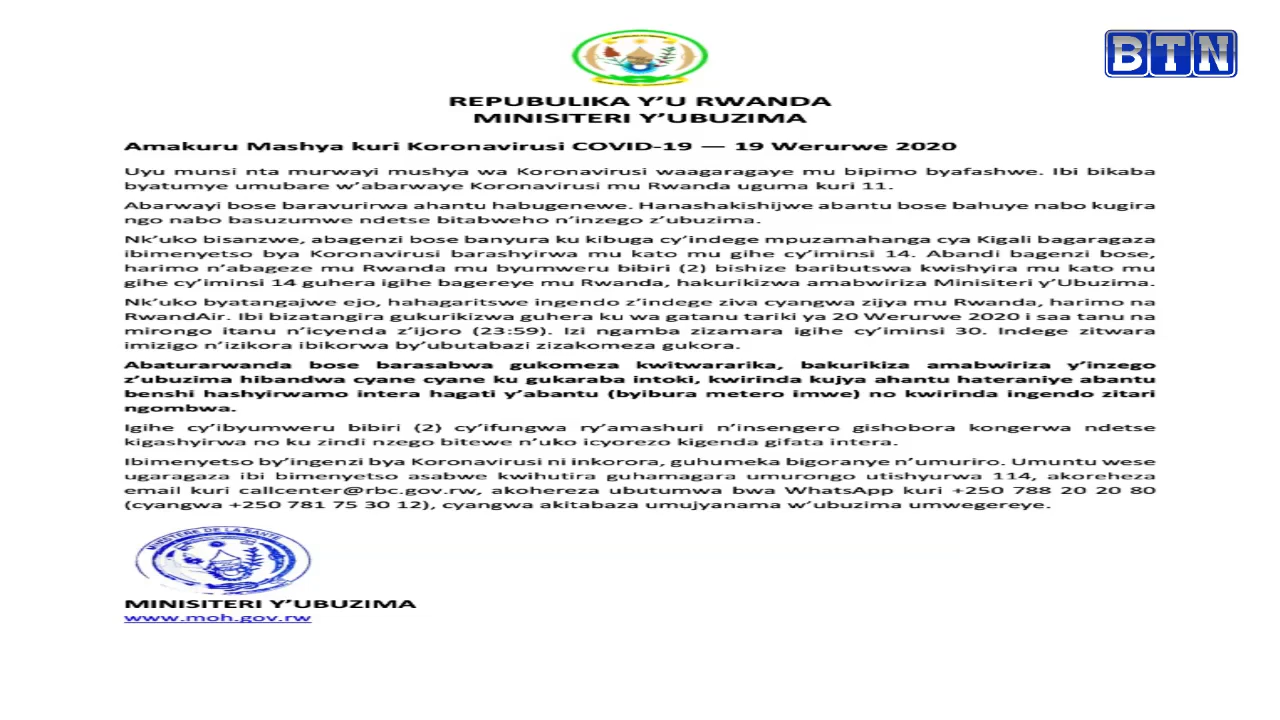 BTN
REPUBULIKA Y’U RWANDA
MINISITERI Y’UBUZIMA
Amakuru Mashya kuri Koronavirusi COVID-19 — 19 Werurwe 2020
Uyu munsi nta murwayi mushya wa Koronavirusi waagaragaye mu bipimo byafashwe. Ibi bikaba
byatumye umubare w’abarwaye Koronavirusi mu Rwanda uguma kuri 11.
Abarwayi bose baravurirwa ahantu habugenewe. Hanashakishijwe abantu bose bahuye nabo kugira
ngo nabo basuzumwe ndetse bitabweho n’inzego z’ubuzima.
Nk’uko bisanzwe, abagenzi bose banyura ku kibuga cy’indege mpuzamahanga cya Kigali bagaragaza
ibimenyetso bya Koronavirusi barashyirwa mu kato mu gihe cy’iminsi 14. Abandi bagenzi bose,
harimo n’abageze mu Rwanda mu byumweru bibiri (2) bishize baributswa kwishyira mu kato mu
gihe cy’iminsi 14 guhera igihe bagereye mu Rwanda, hakurikizwa amabwiriza Minisiteri y’Ubuzima.
Nk’uko byatangajwe ejo, hahagaritswe ingendo z’indege ziva cyangwa zijya mu Rwanda, harimo na
RwandAir. Ibi bizatangira gukurikizwa guhera ku wa gatanu tariki ya 20 Werurwe 2020 i saa tanu na
mirongo itanu n’icyenda z’ijoro (23:59). Izi ngamba zizamara igihe cy’iminsi 30. Indege zitwara
imizigo n’izikora ibikorwa by’ubutabazi zizakomeza gukora.
Abaturarwanda bose barasabwa gukomeza kwitwararika, bakurikiza amabwiriza y’inzego
z’ubuzima hibandwa cyane cyane ku gukaraba intoki, kwirinda kujya ahantu hateraniye abantu
benshi hashyirwamo intera hagati y’abantu (byibura metero imwe) no kwirinda ingendo zitari
ngombwa.
Igihe cy’ibyumweru bibiri (2) cy’ifungwa ry’amashuri n’insengero gishobora kongerwa ndetse
kigashyirwa no ku zindi nzego bitewe n’uko icyorezo kigenda gifata intera.
Ibimenyetso by’ingenzi bya Koronavirusi ni inkorora, guhumeka bigoranye n’umuriro. Umuntu wese
ugaragaza ibi bimenyetso asabwe kwihutira guhamagara umurongo utishyurwa 114, akoreheza
email kuri callcenter@rbc.gov.rw, akohereza ubutumwa bwa WhatsApp kuri +250 788 20 20 80
(cyangwa +250 781 75 30 12), cyangwa akitabaza umujyanama w’ubuzima umwegereye.
MINISTERE DE LA SANTE
MINISITERI Y’UBUZIMA
www.moh.gov.rw